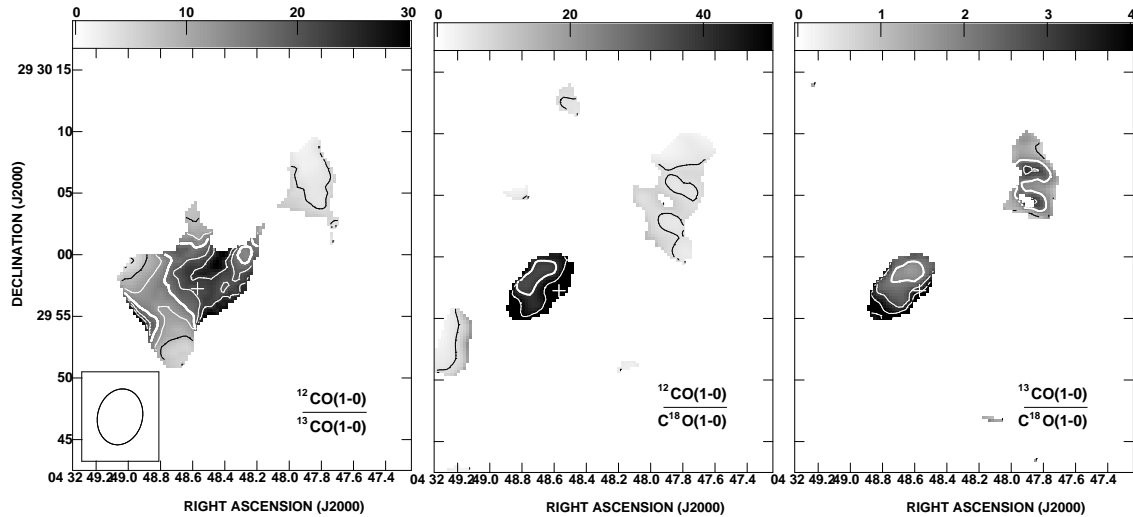 0 10 20 30
0 20 40
0 1 2 3 4
DECLINATION (J2000)
29 30 15
10
05
00
29 55
50
45
12CO(1-0)
13CO(1-0)
12CO(1-0)
C18O(1-0)
13CO(1-0)
C18O(1-0)
04 32 49.2 49.0 48.8 48.6 48.4 48.2 48.0 47.8 47.6 47.4
04 32 49.2 49.0 48.8 48.6 48.4 48.2 48.0 47.8 47.6 47.4
04 32 49.2 49.0 48.8 48.6 48.4 48.2 48.0 47.8 47.6 47.4
RIGHT ASCENSION (J2000)
RIGHT ASCENSION (J2000)
RIGHT ASCENSION (J2000)